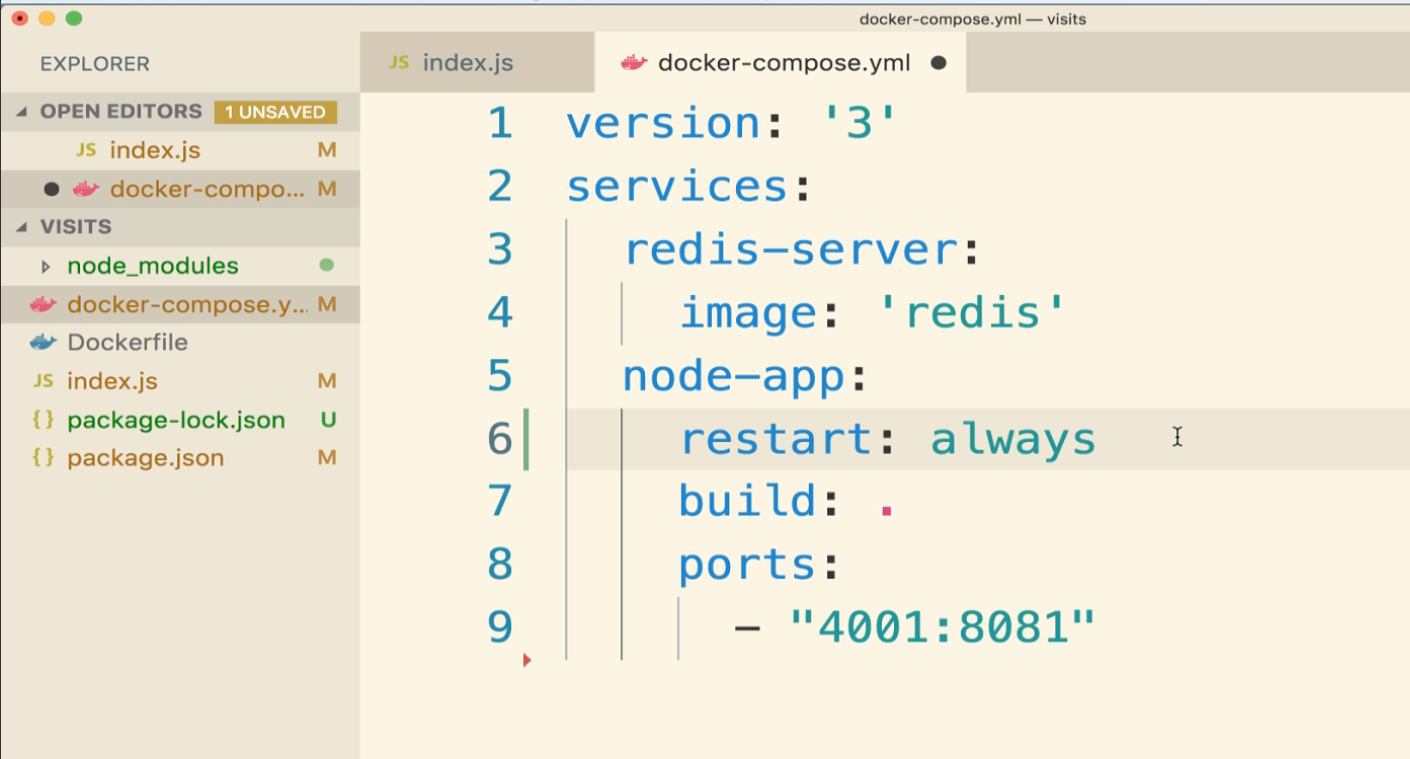 docker-compose.yml — visits
EXPLORER
OPEN EDITORS 1 UNSAVED
JS index.js M
docker-compo... M
VISITS
node_modules
docker-compose.y... M
Dockerfile
JS index.js M
{} package-lock.json U
{} package.json M
JS index.js docker-compose.yml
1 version: '3'
2 services:
3 redis-server:
4 image: 'redis'
5 node-app:
6 restart: always
7 build: .
8 ports:
9 - "4001:8081"